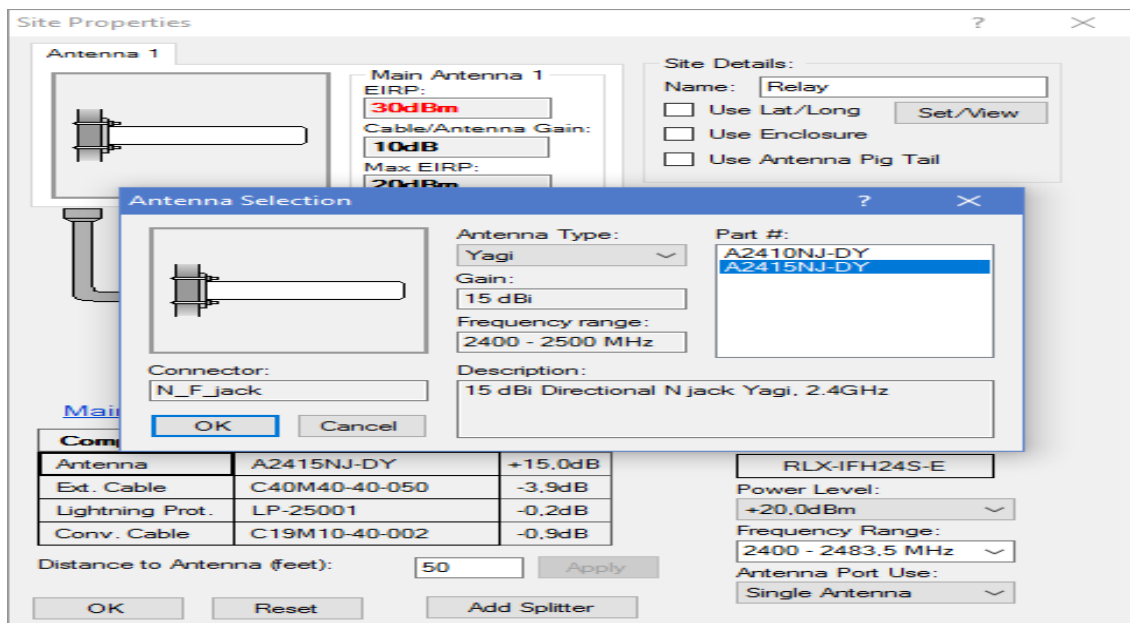 Site Properties
?
Antenna 1
Main Antenna 1
EIRP:
30dBm
Cable/Antenna Gain:
10dB
Max EIRP:
20dBm
Site Details:
Name: Relay
Use Lat/Long Set/View
Use Enclosure
Use Antenna Pig Tail
Antenna Selection
?
Antenna Type:
Yagi
Gain:
15 dBi
Frequency range:
2400 - 2500 MHz
Part #:
A2410NJ-DY
A2415NJ-DY
Connector:
N_F_jack
Description:
15 dBi Directional N jack Yagi, 2.4GHz
OK Cancel
Antenna A2415NJ-DY +15,0dB
Ext. Cable C40M40-40-050 -3,9dB
Lightning Prot. LP-25001 -0,2dB
Conv. Cable C19M10-40-002 -0,9dB
Distance to Antenna (feet): 50 Apply
OK Reset Add Splitter
RLX-IFH24S-E
Power Level:
+20,0dBm
Frequency Range:
2400 - 2483,5 MHz
Antenna Port Use:
Single Antenna